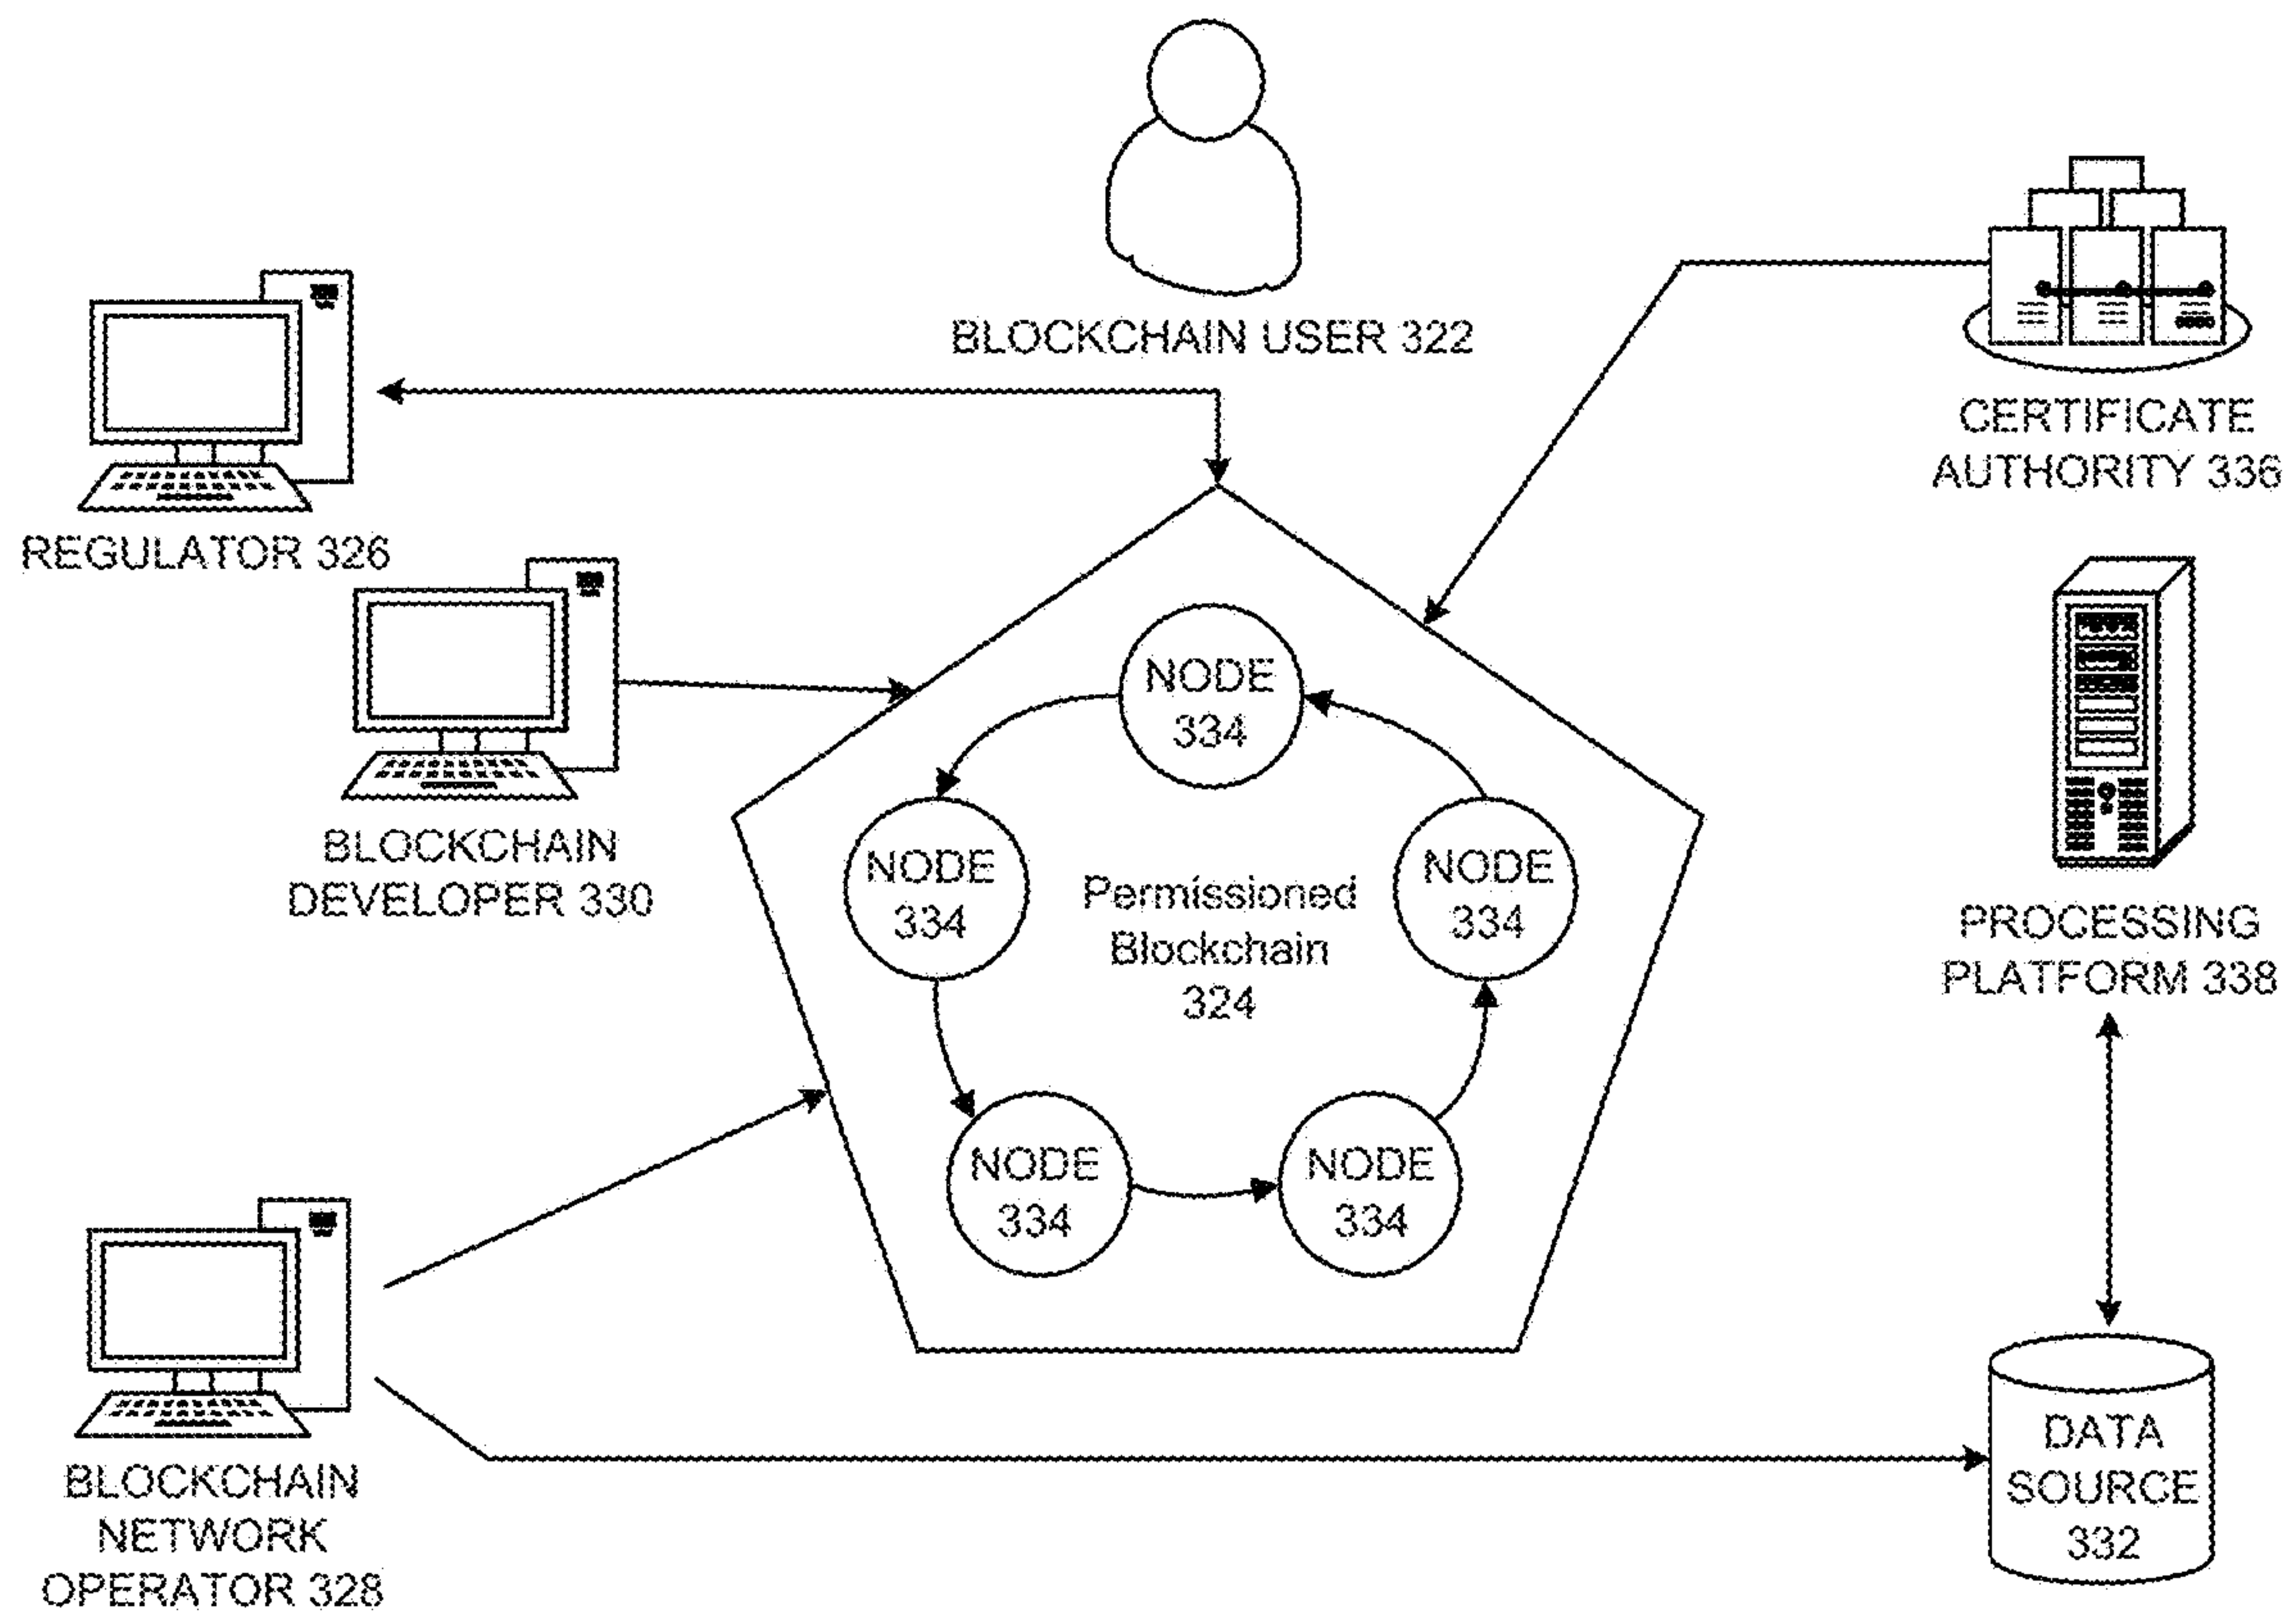 BLOCKCHAIN USER 322
CERTIFICATE
AUTHORITY 336
REGULATOR 326
BLOCKCHAIN
DEVELOPER 330
NODE
334
NODE
334
Permissioned
Blockchain
324
NODE
334
NODE
334
NODE
334
PROCESSING
PLATFORM 338
BLOCKCHAIN
NETWORK
OPERATOR 328
DATA
SOURCE
332